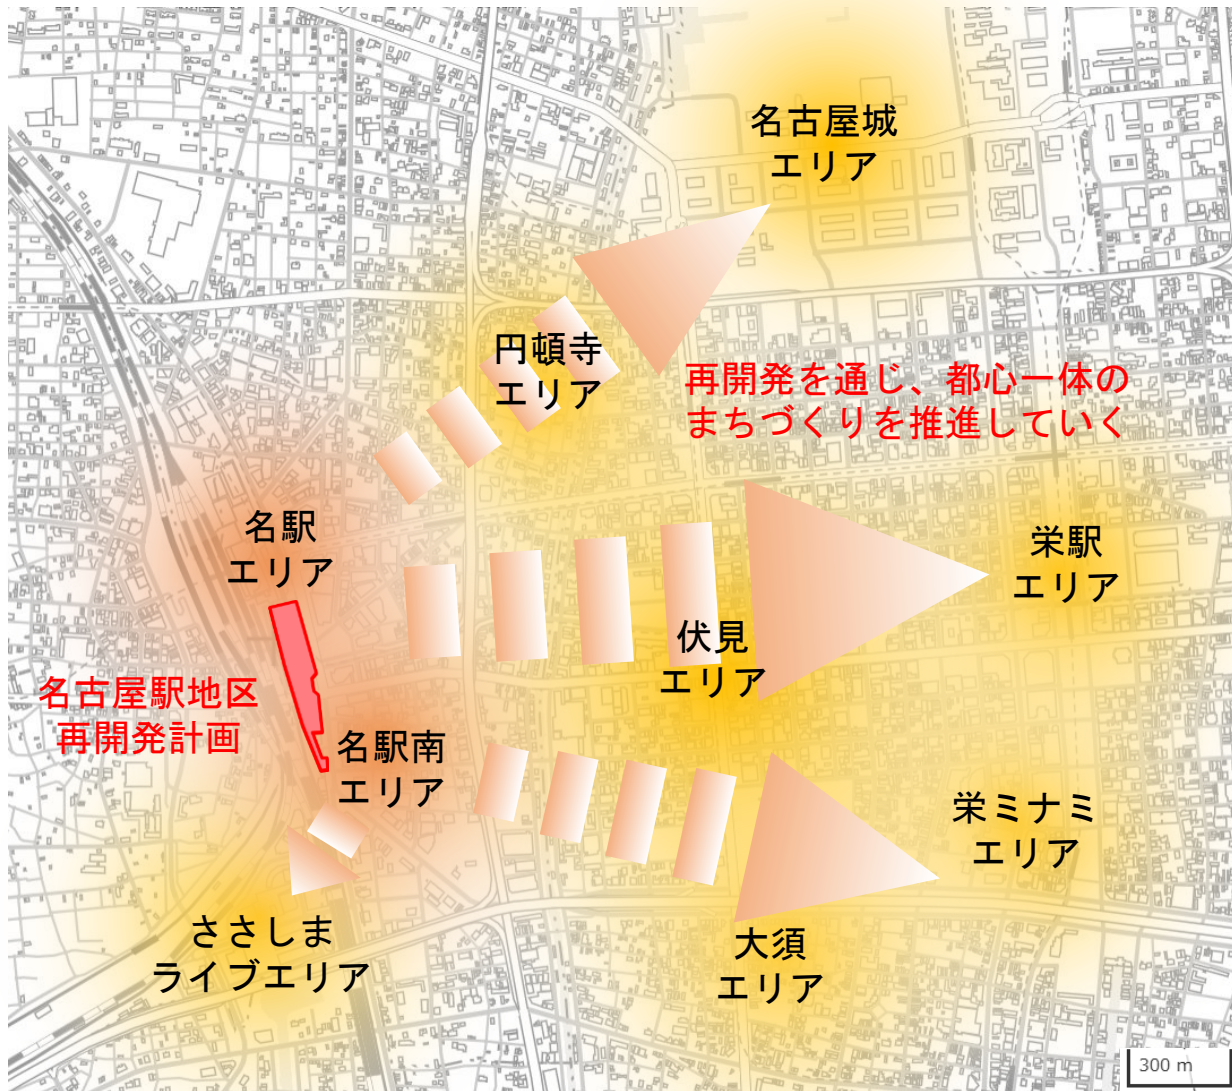 名古屋城
エリア
円頓寺
エリア
再開発を通じ、都心一体の
まちづくりを推進していく
名駅
エリア
栄駅
エリア
伏見
エリア
名古屋駅地区
再開発計画
名駅南
エリア
栄ミナミ
エリア
ささしま
ライブエリア
大須
エリア
300 m